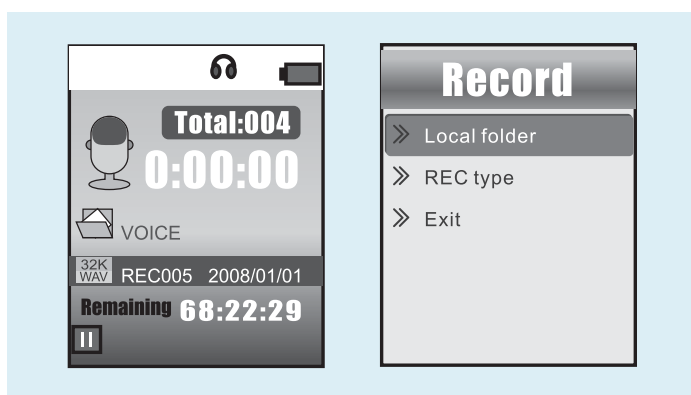 Total:004
0:00:00
VOICE
32K
WAV
REC005 2008/01/01
Remaining 68:22:29
Record
Local folder
REC type
Exit